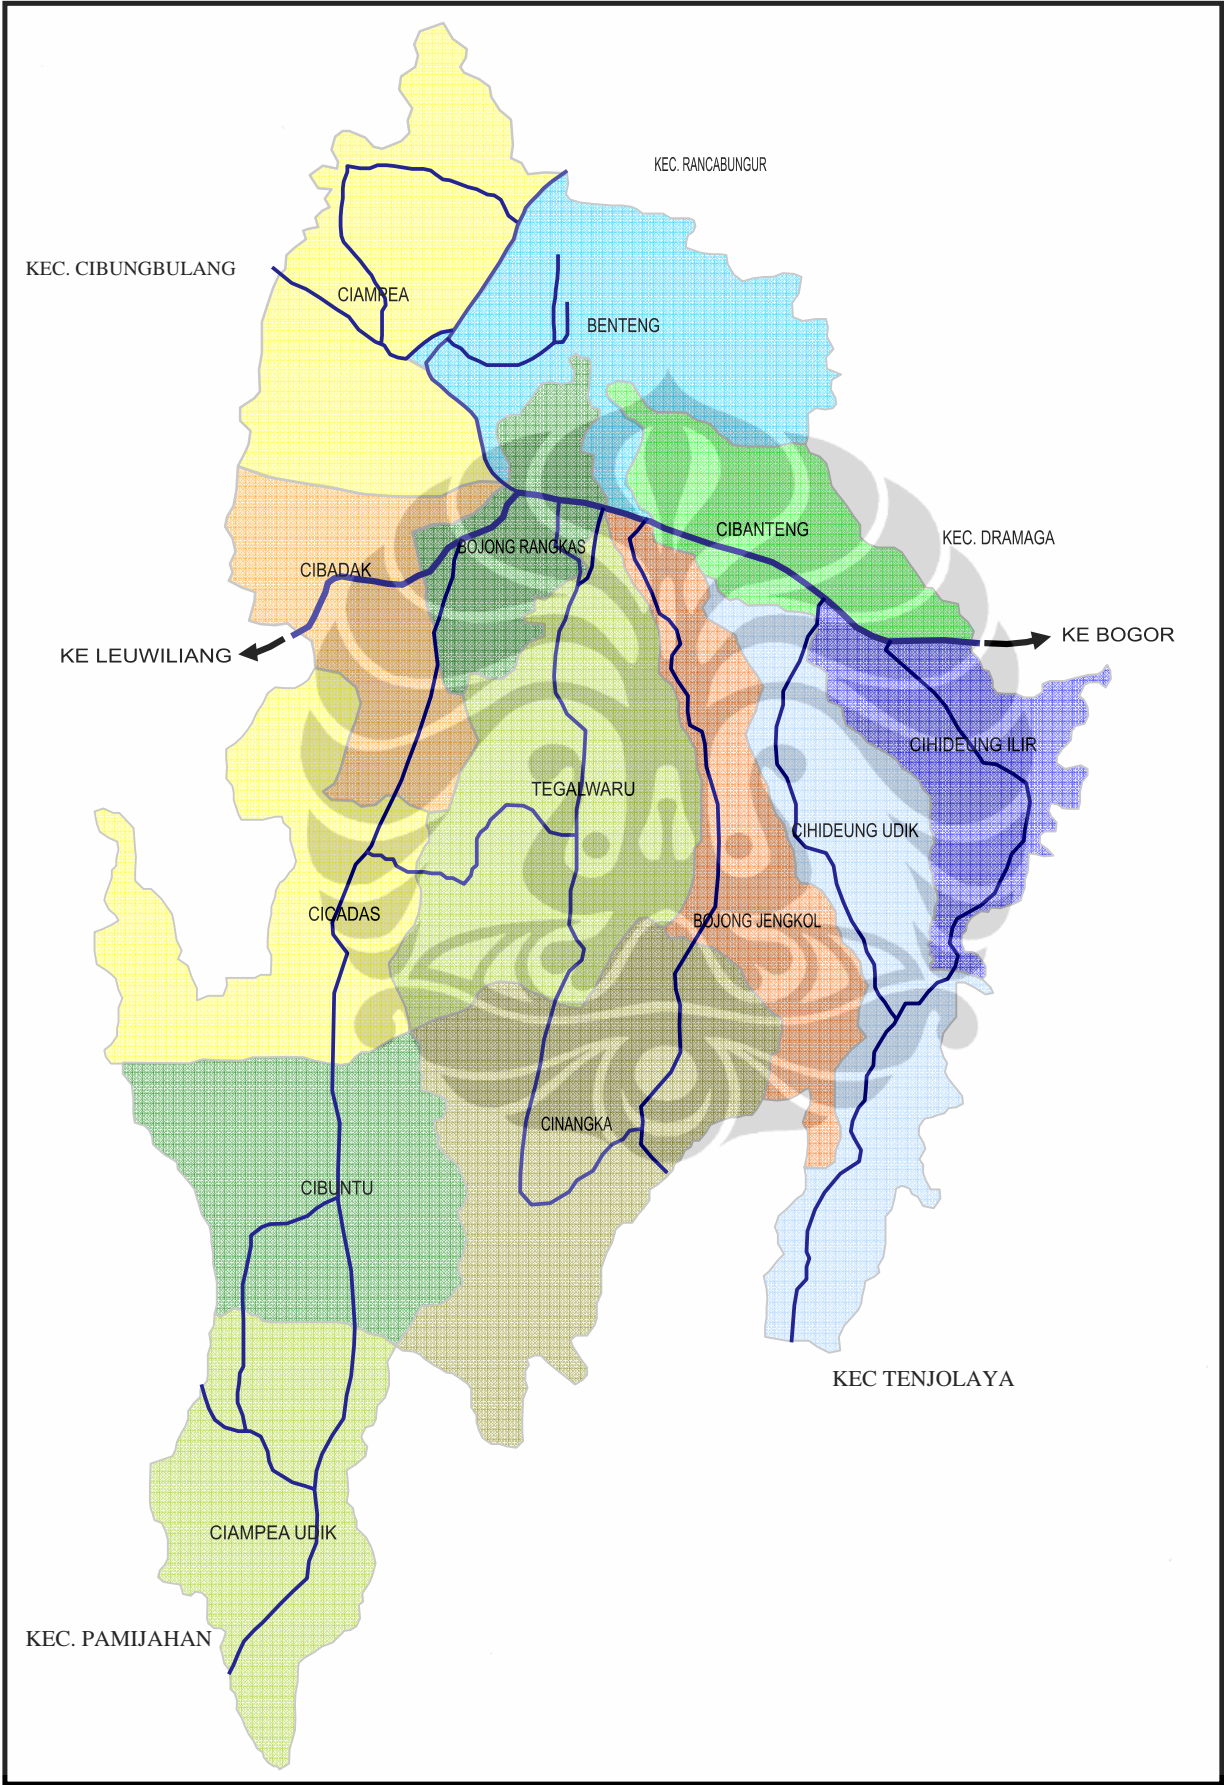 KEC. RANCABUNGUR
KEC. CIBUNGBULANG
CIAMPEA
BENTENG
CIBANTENG
KEC. DRAMAGA
BOJONG RANGKAS
CIBADAK
KE BOGOR
KE LEUWILIANG
CIHIDEUNG ILIR
TEGALWARU
CIHIDEUNG UDIK
CICADAS
BOJONG JENGKOL
CINANGKA
CIBUNTU
KEC TENJOLAYA
CIAMPEA UDIK
KEC. PAMIJAHAN